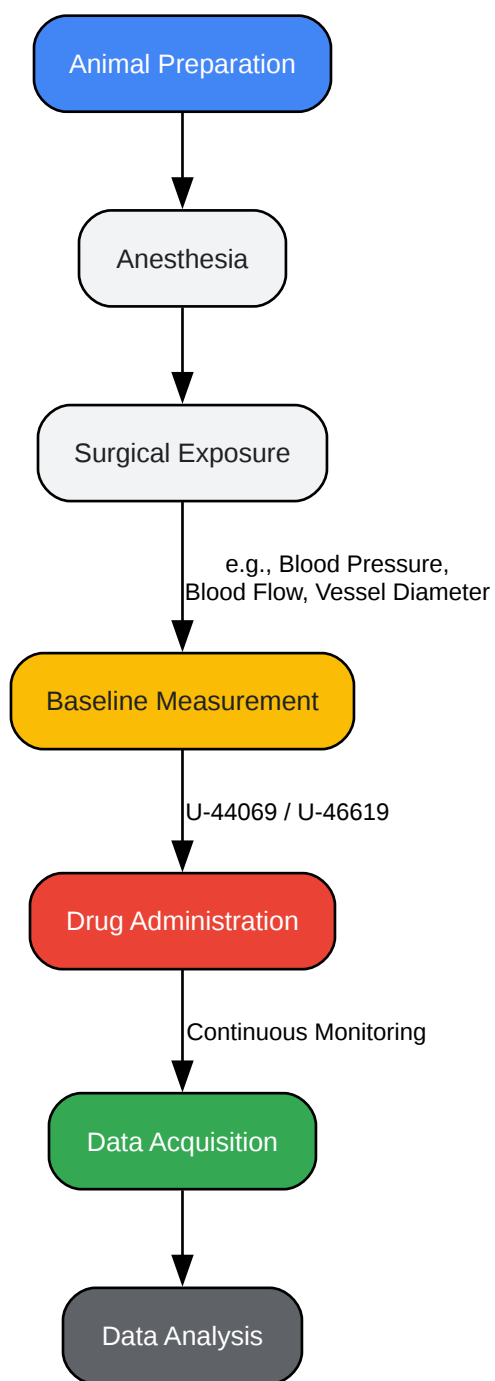 Animal Preparation
Anesthesia
Surgical Exposure
e.g., Blood Pressure,
Blood Flow, Vessel Diameter
Baseline Measurement
U-44069 / U-46619
Drug Administration
Continuous Monitoring
Data Acquisition
Data Analysis